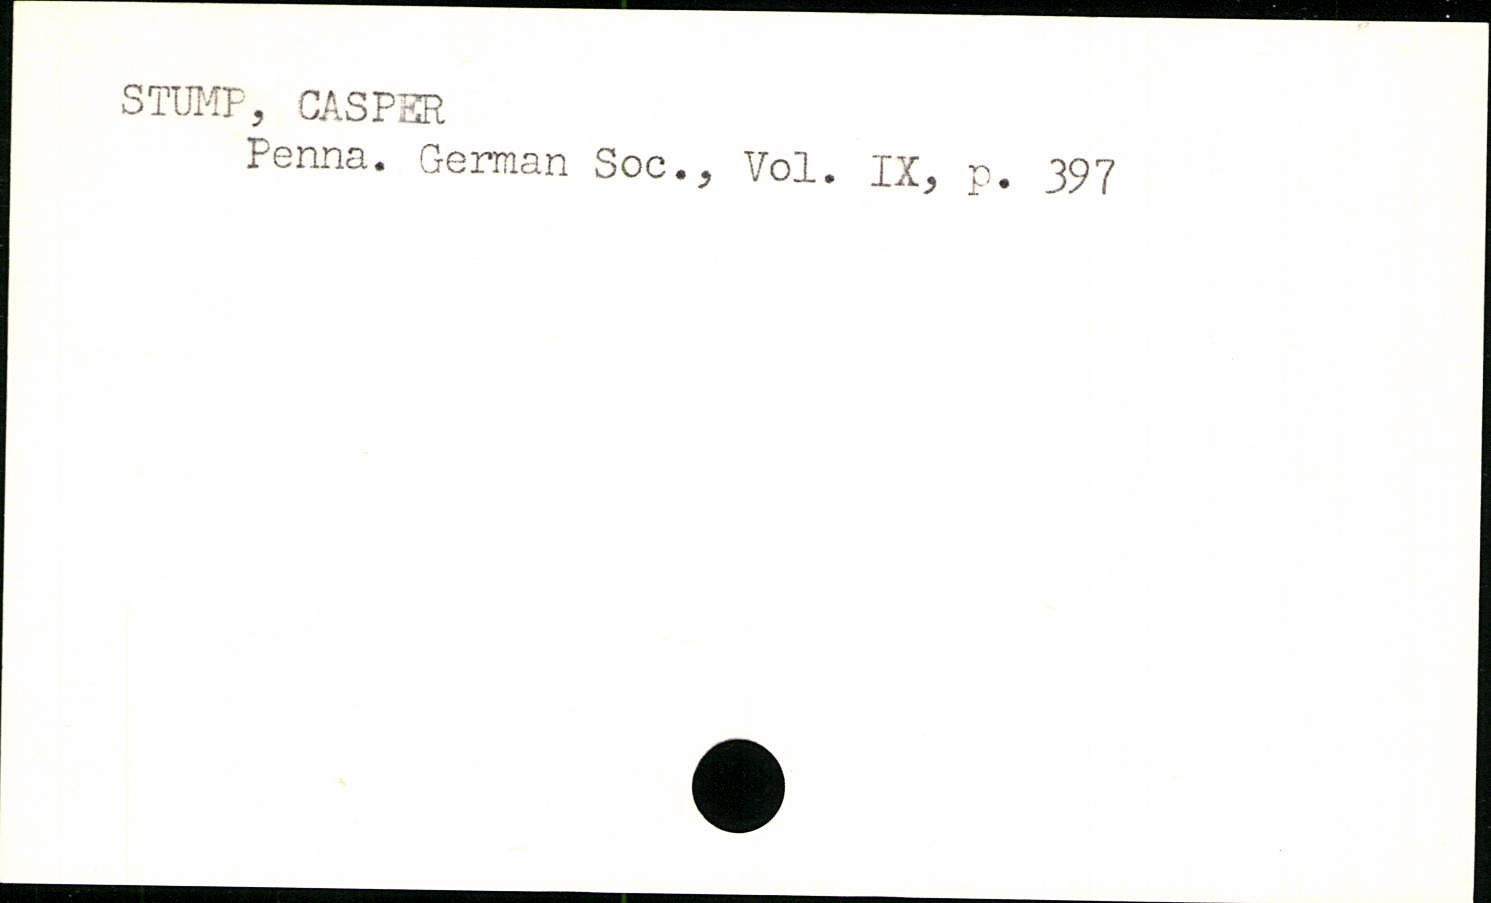 STUMP, CASPER
Penna. German Soc., Vol. IX, p. 397